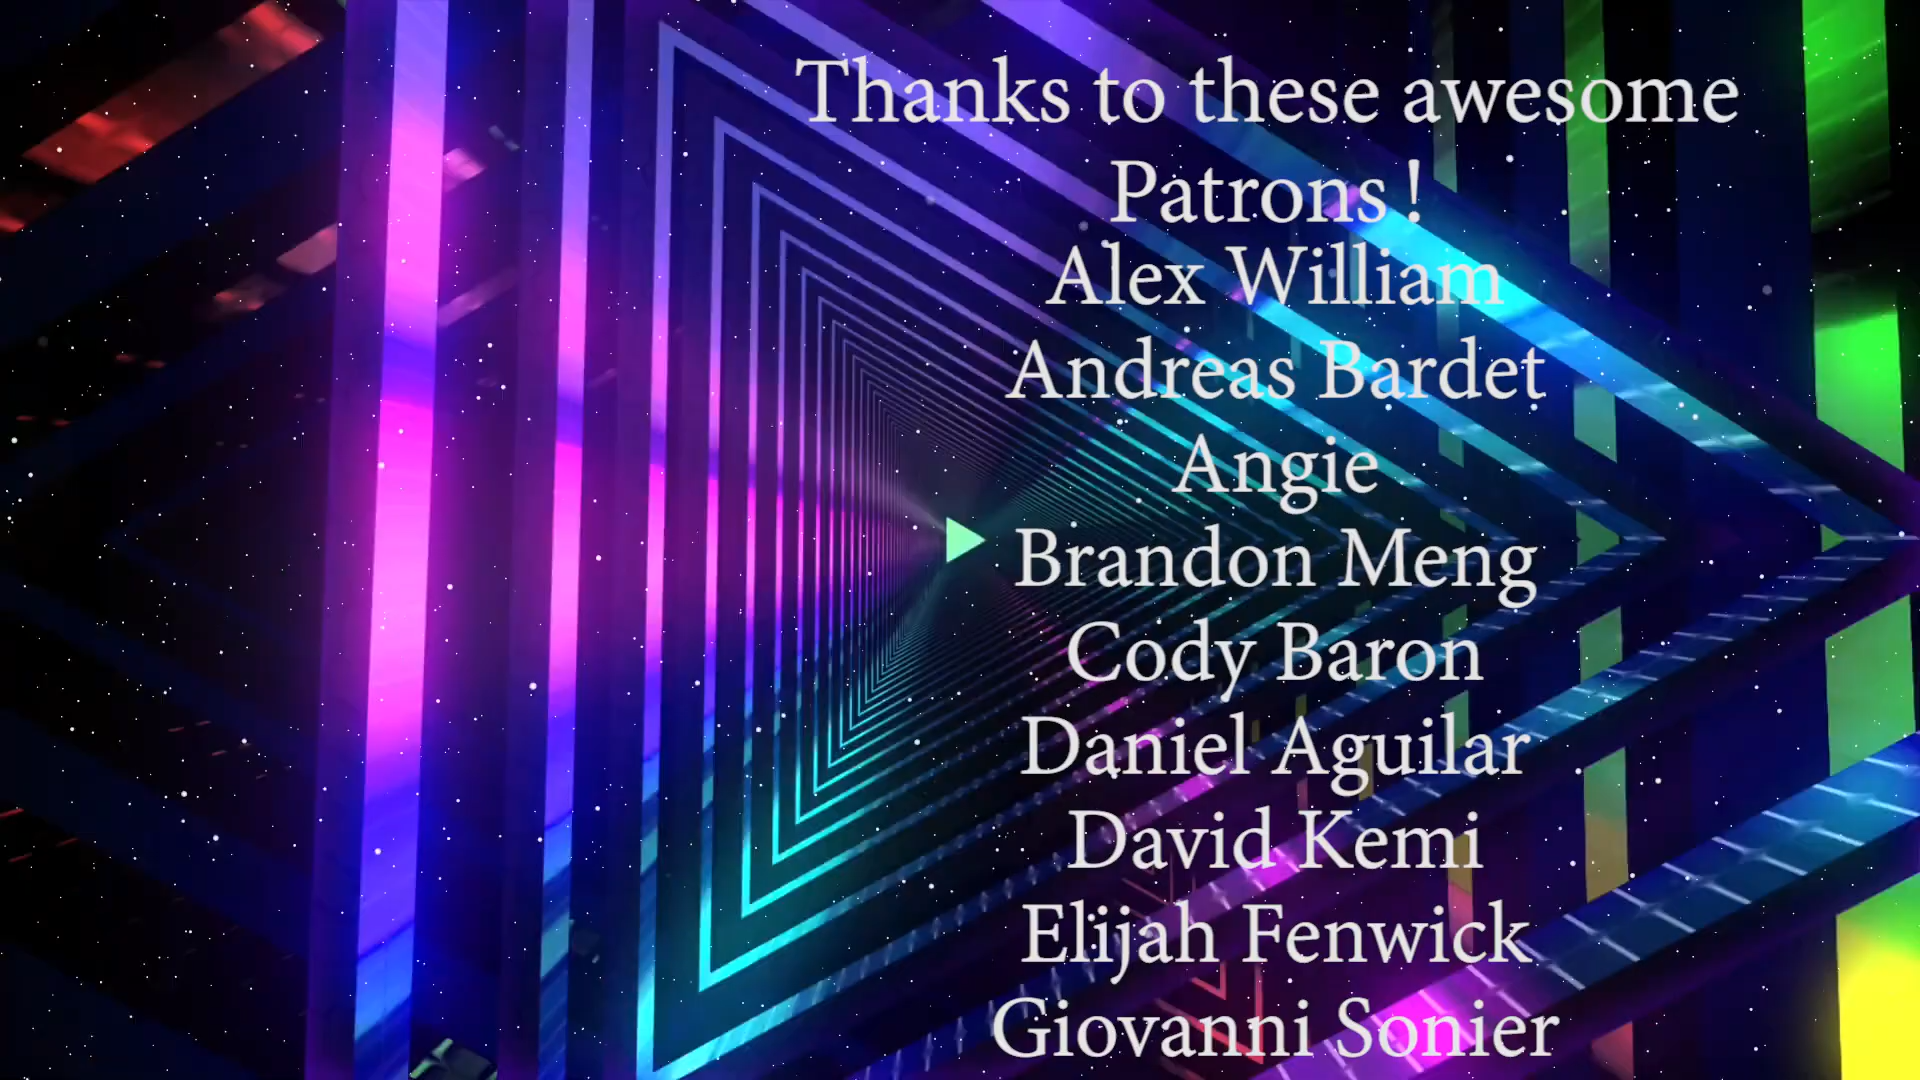 Thanks to these awesome
Patrons !
Alex William
Andreas Bardet
Angie
Brandon Meng
Cody Baron
Daniel Aguilar
David Kemi
Elijah Fenwick
Giovanni Sonier